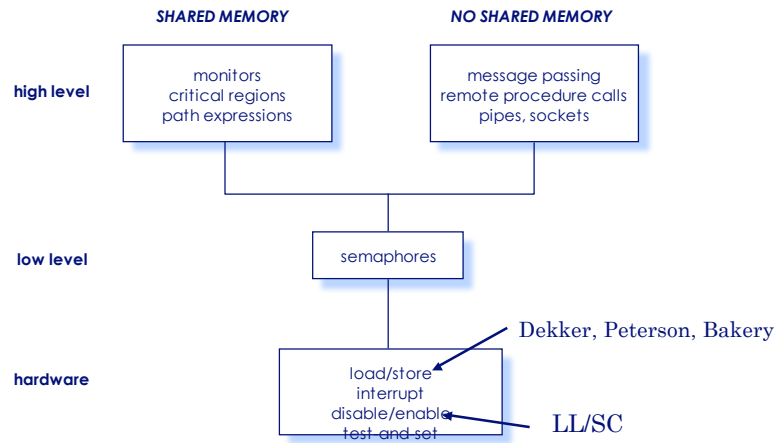 SHARED MEMORY
NO SHARED MEMORY
high level
monitors
critical regions
path expressions
message passing
remote procedure calls
pipes, sockets
low level
semaphores
Dekker, Peterson, Bakery
hardware
load/store
interrupt
disable/enable
test-and-set
LL/SC